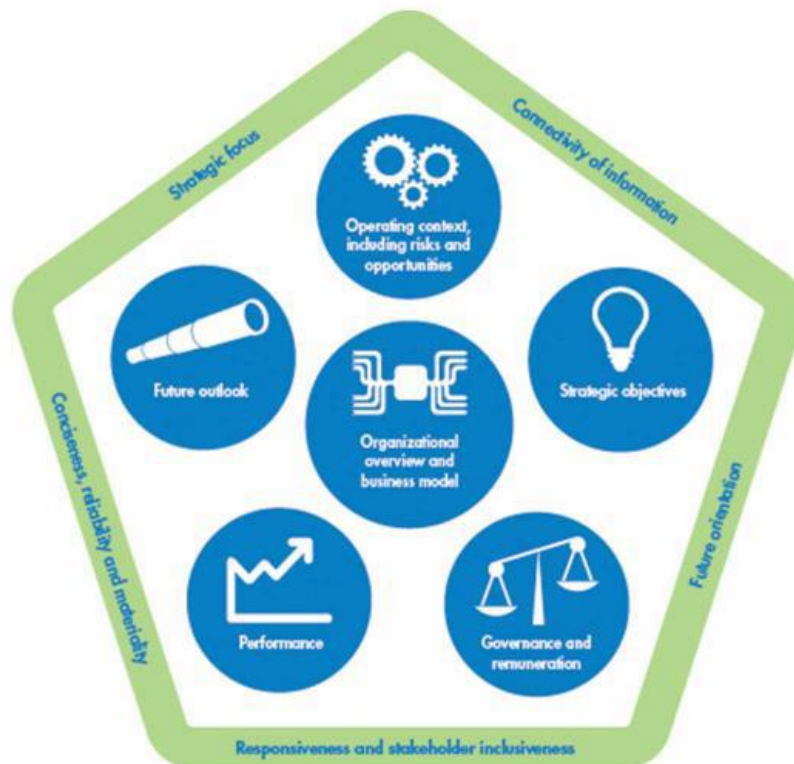 Strategic focus
Connectivity of information
Operating context,
including risks and
opportunities
Future outlook
Strategic objectives
Organizational
overview and
business model
Conciseness, reliability and materiality
Future orientation
Performance
Governance and
remuneration
Responsiveness and stakeholder inclusiveness